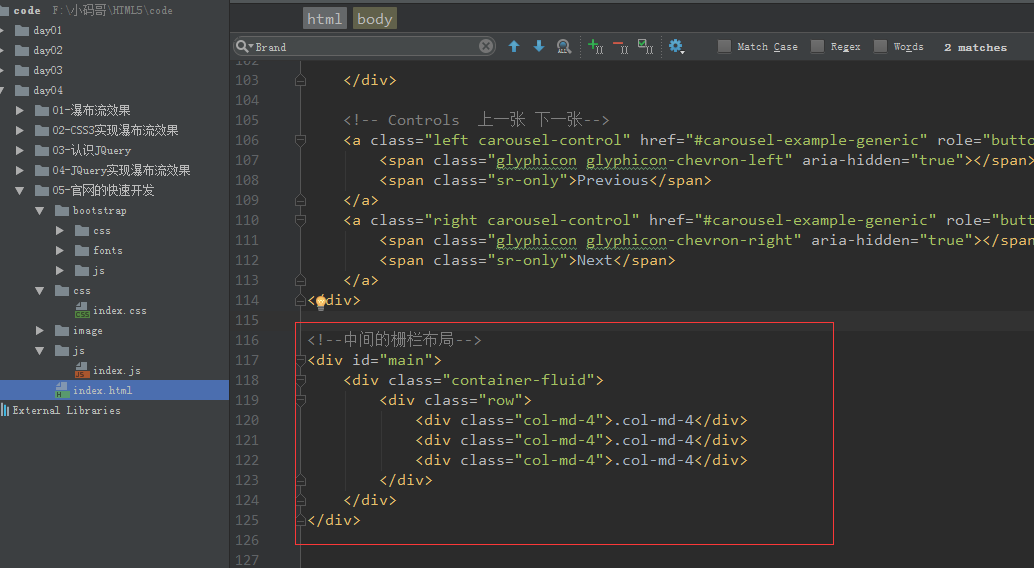 code F:\小码哥\HTML5\code
day01
day02
day03
day04
01-瀑布流效果
02-CSS3实现瀑布流效果
03-认识JQuery
04-JQuery实现瀑布流效果
05-官网的快速开发
bootstrap
css
fonts
js
css
index.css
image
js
index.js
index.html
External Libraries
html body
Brand Match Case Regex Words 2 matches
102
103 </div>
104
105 <!-- Controls 上一张 下一张-->
106 <a class="left carousel-control" href="#carousel-example-generic" role="butto
107 <span class="glyphicon glyphicon-chevron-left" aria-hidden="true"></span>
108 <span class="sr-only">Previous</span>
109 </a>
110 <a class="right carousel-control" href="#carousel-example-generic" role="butt
111 <span class="glyphicon glyphicon-chevron-right" aria-hidden="true"></span
112 <span class="sr-only">Next</span>
113 </a>
114 </div>
115
116 <!--中间的栅栏布局-->
117 <div id="main">
118 <div class="container-fluid">
119 <div class="row">
120 <div class="col-md-4">.col-md-4</div>
121 <div class="col-md-4">.col-md-4</div>
122 <div class="col-md-4">.col-md-4</div>
123 </div>
124 </div>
125 </div>
126
127